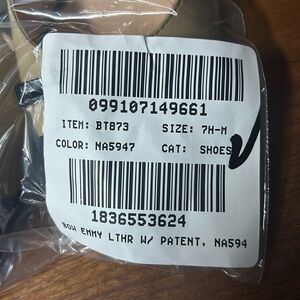 099107149661
ITEM: BT873 SIZE: 7H-M
COLOR: NA5947 CAT: SHOES
1836553624
BOW EMMY LTHR W/ PATENT, NA594